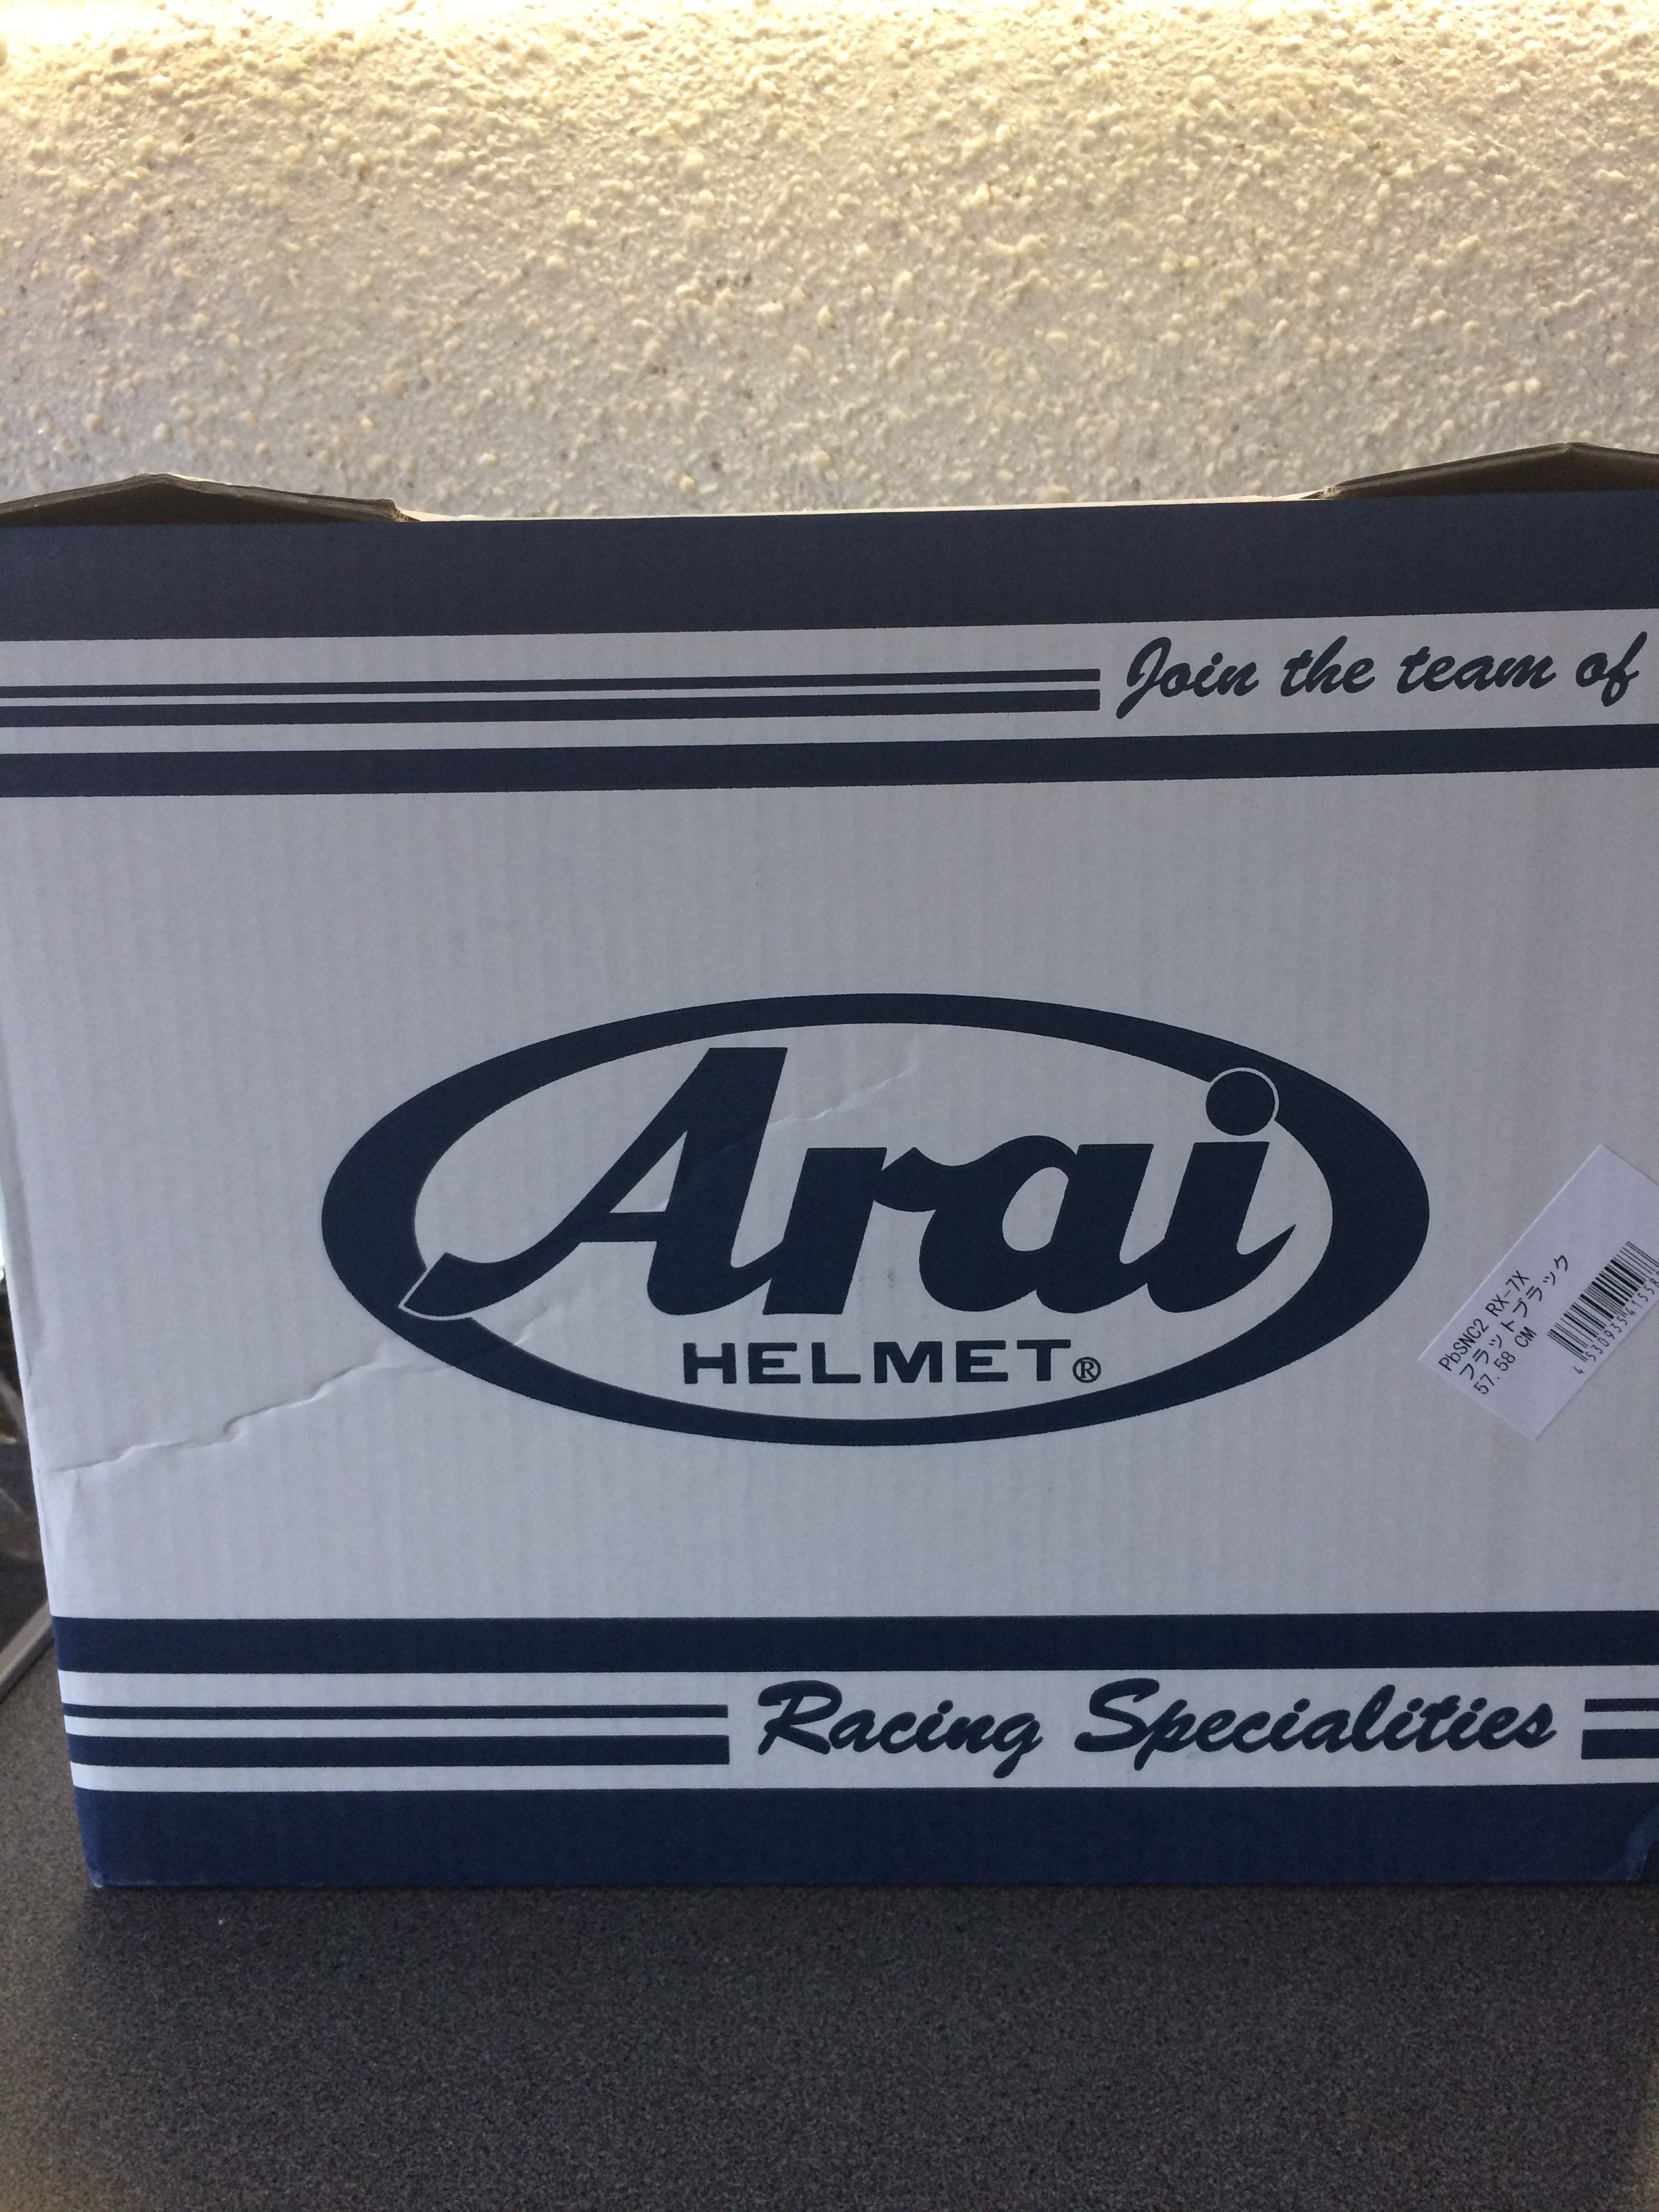 Join the team of
Arai
HELMET®
PbSNC2 RX-7X
フラットブラック
57.58 CM
Racing Specialities